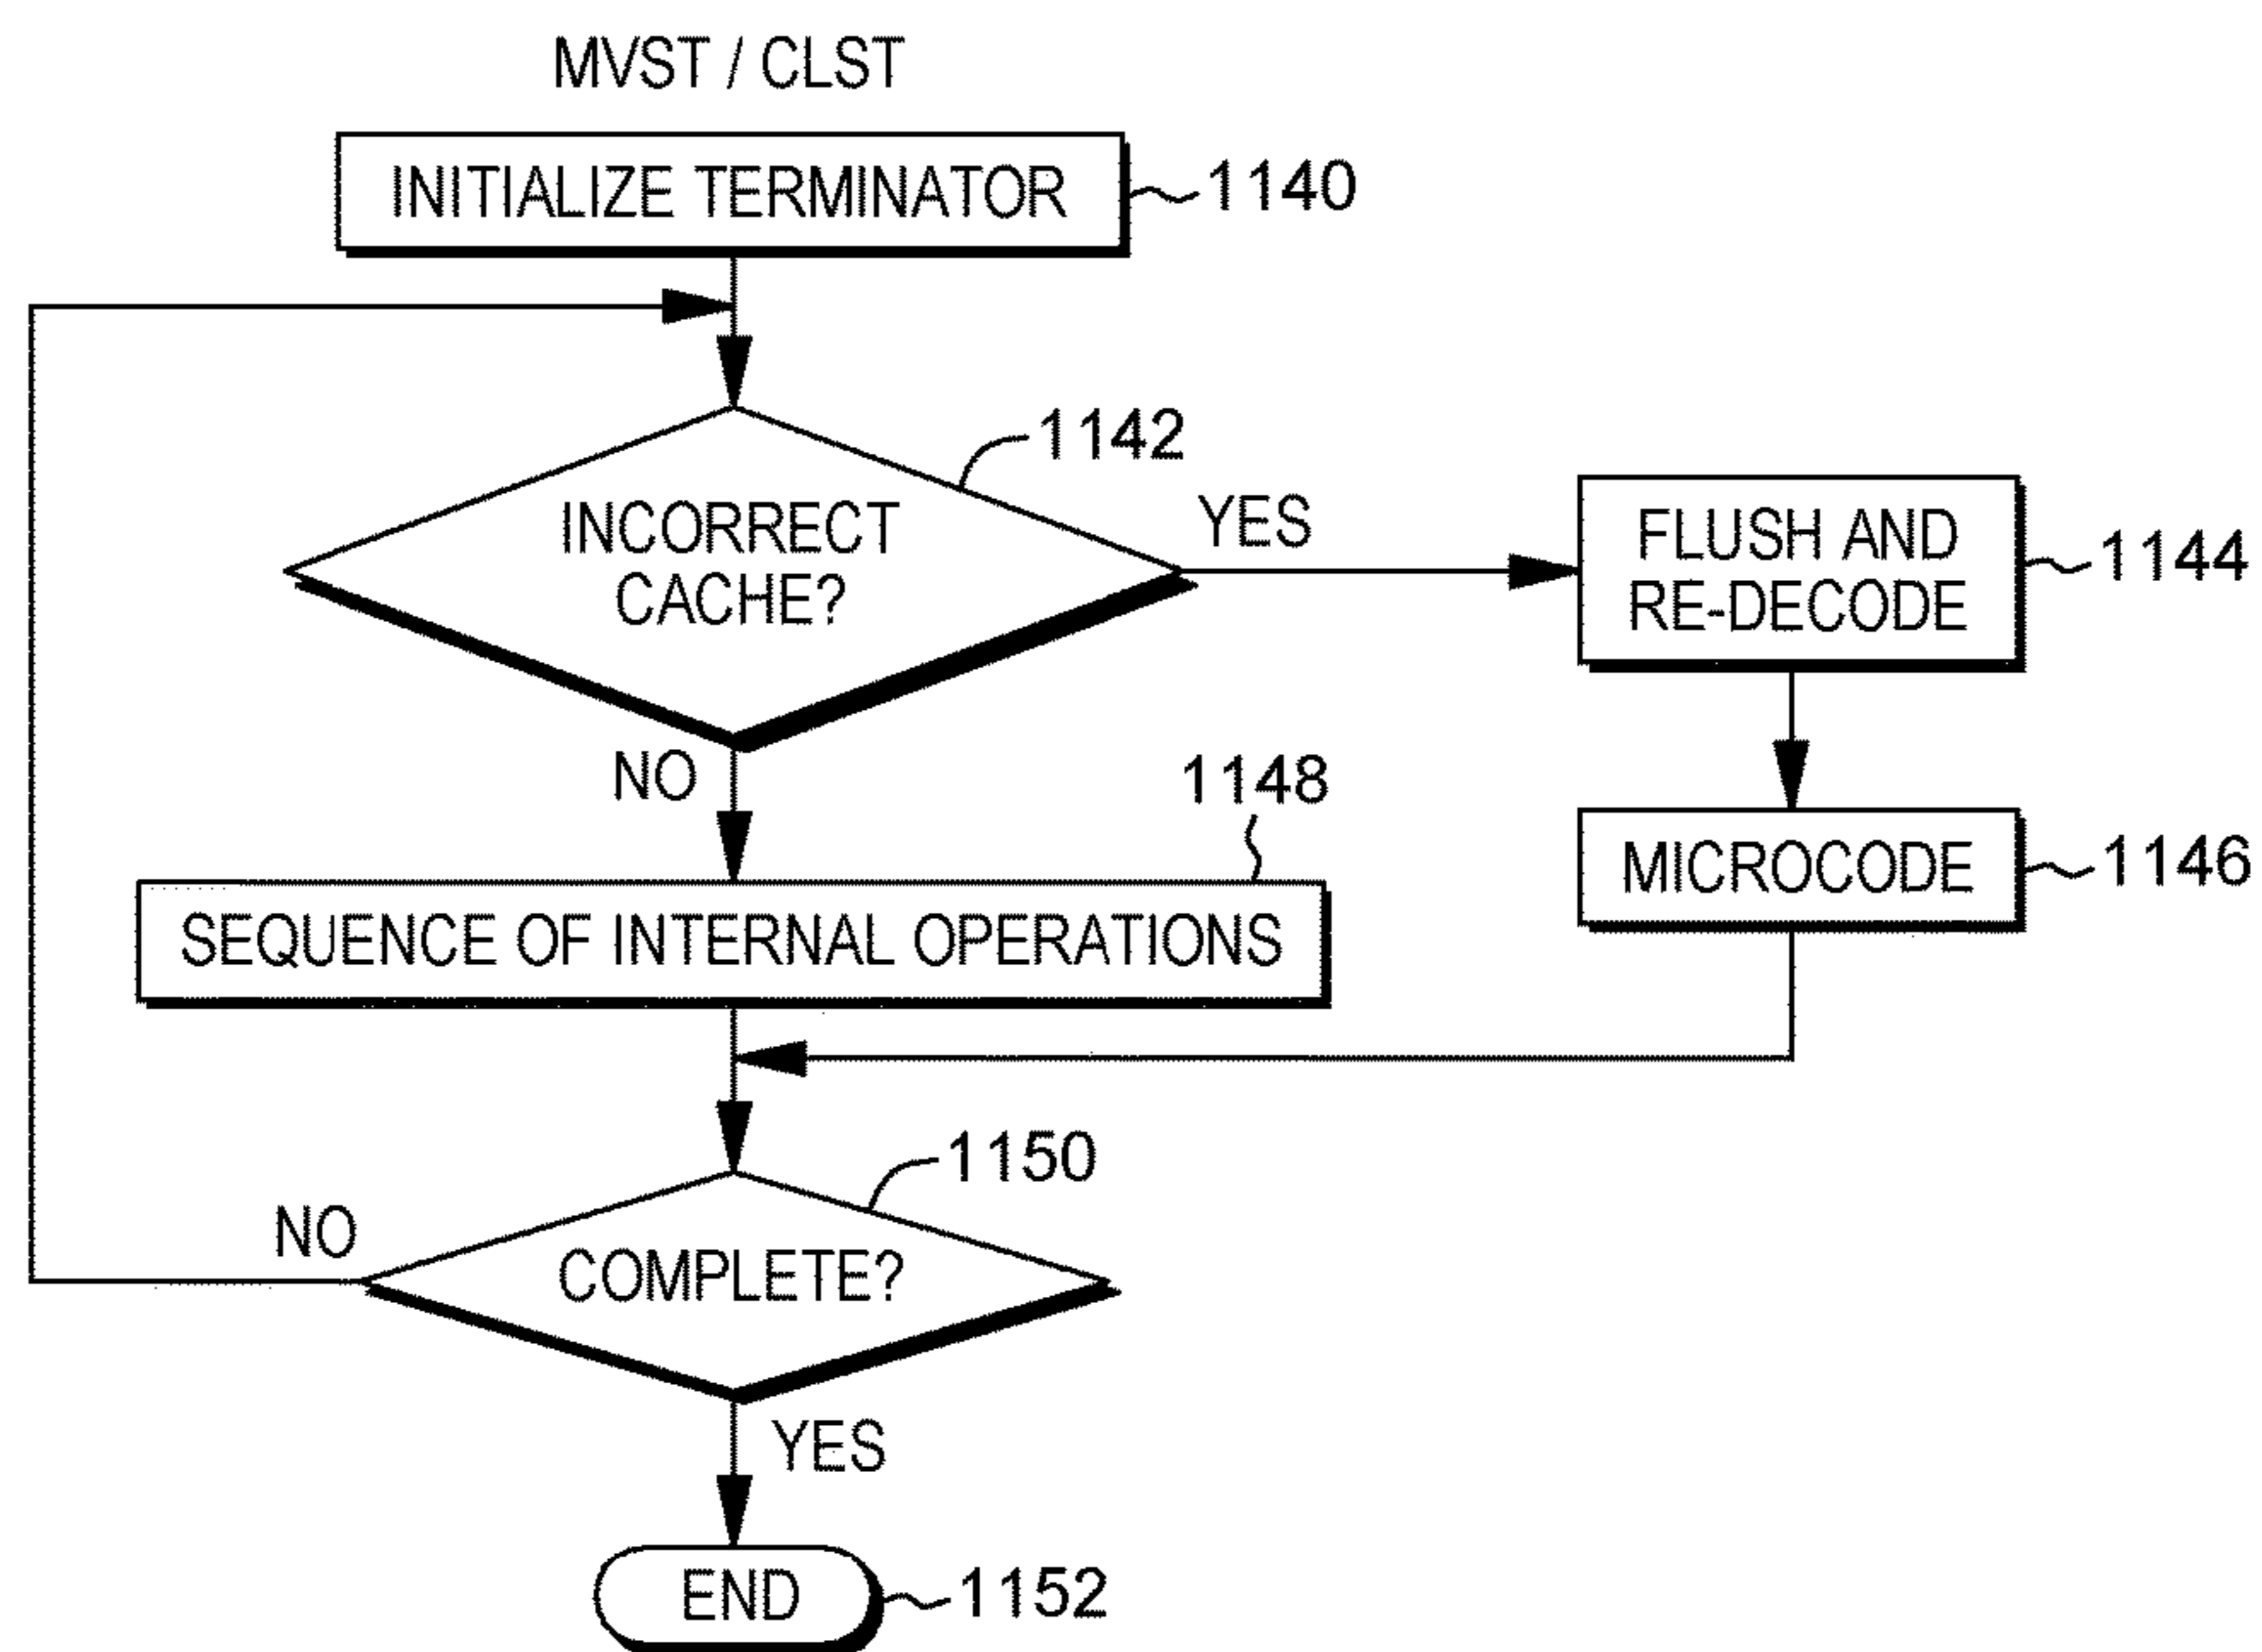 MVST / CLST
INITIALIZE TERMINATOR
1140
1142
INCORRECT
CACHE?
YES
FLUSH AND
RE-DECODE
1144
NO
1148
MICROCODE
1146
SEQUENCE OF INTERNAL OPERATIONS
1150
NO
COMPLETE?
YES
END
1152